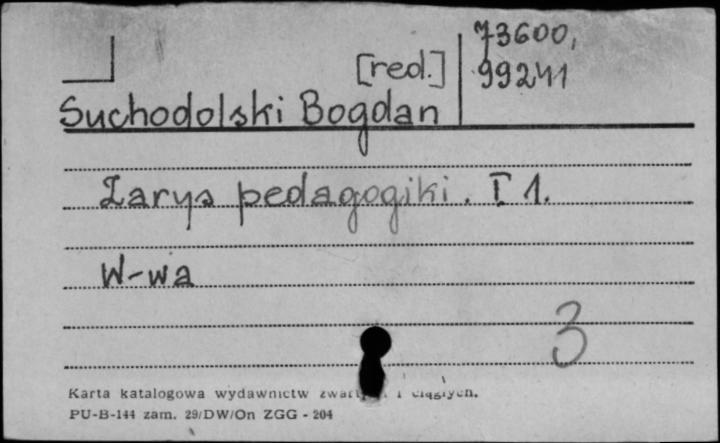 73600,
[red.] 99241
Suchodolski Bogdan
Zarys pedagogiki. T 1.
W-wa
3
Karta katalogowa wydawnictw zwartych i ciągłych.
PU-B-144 zam. 29/DW/On ZGG - 204